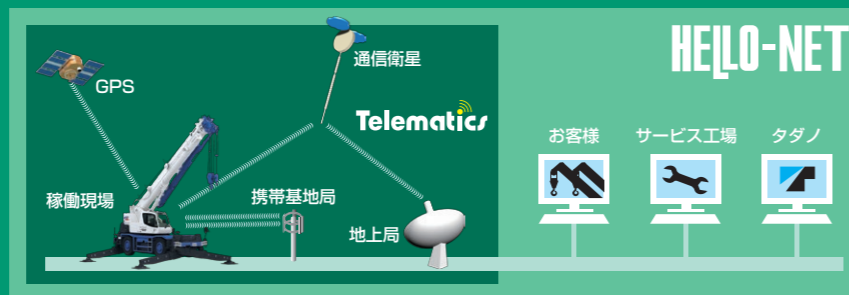 HELLO-NET
通信衛星
GPS
Telematics
お客様 サービス工場 タダノ
稼働現場
携帯基地局
地上局